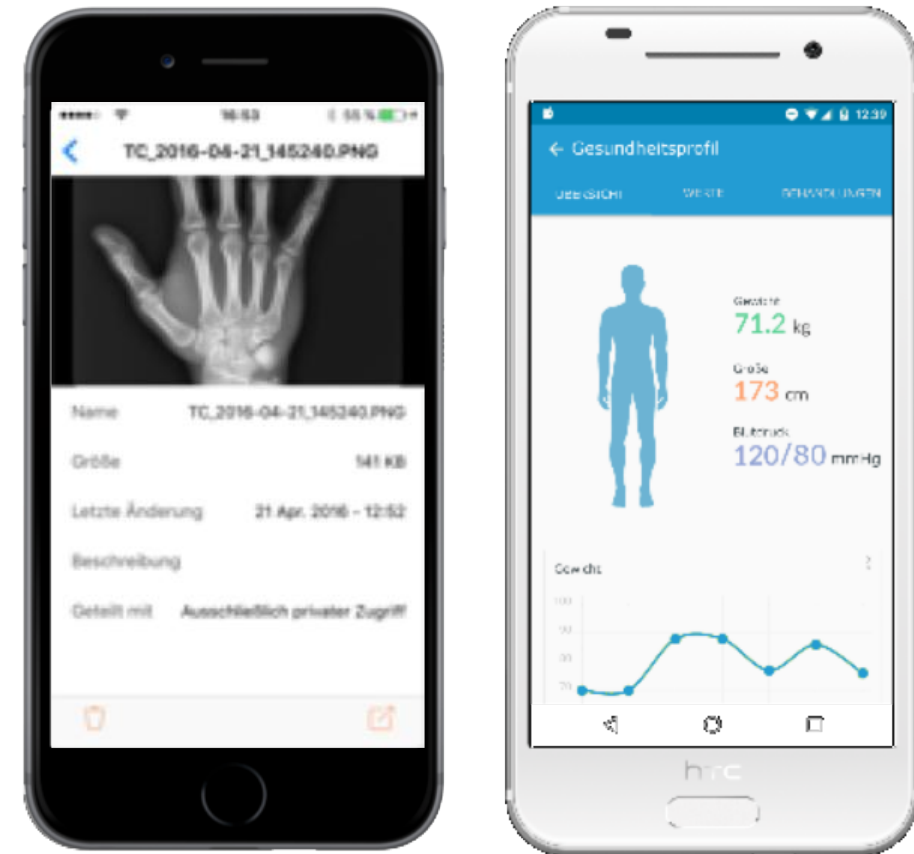 16:53
55 %
TC_2016-04-21_145240.PNG
Name TC_2016-04-21_145240.PNG
Größe 141 KB
Letzte Änderung 21 Apr. 2016 - 12:52
Beschreibung
Geteilt mit Ausschließlich privater Zugriff
12:39
Gesundheitsprofil
ÜBERSICHT WERTE BEHANDLUNGEN
Gewicht
71.2 kg
Größe
173 cm
Blutdruck
120/80 mmHg
Gewicht
100
90
80
70
htc